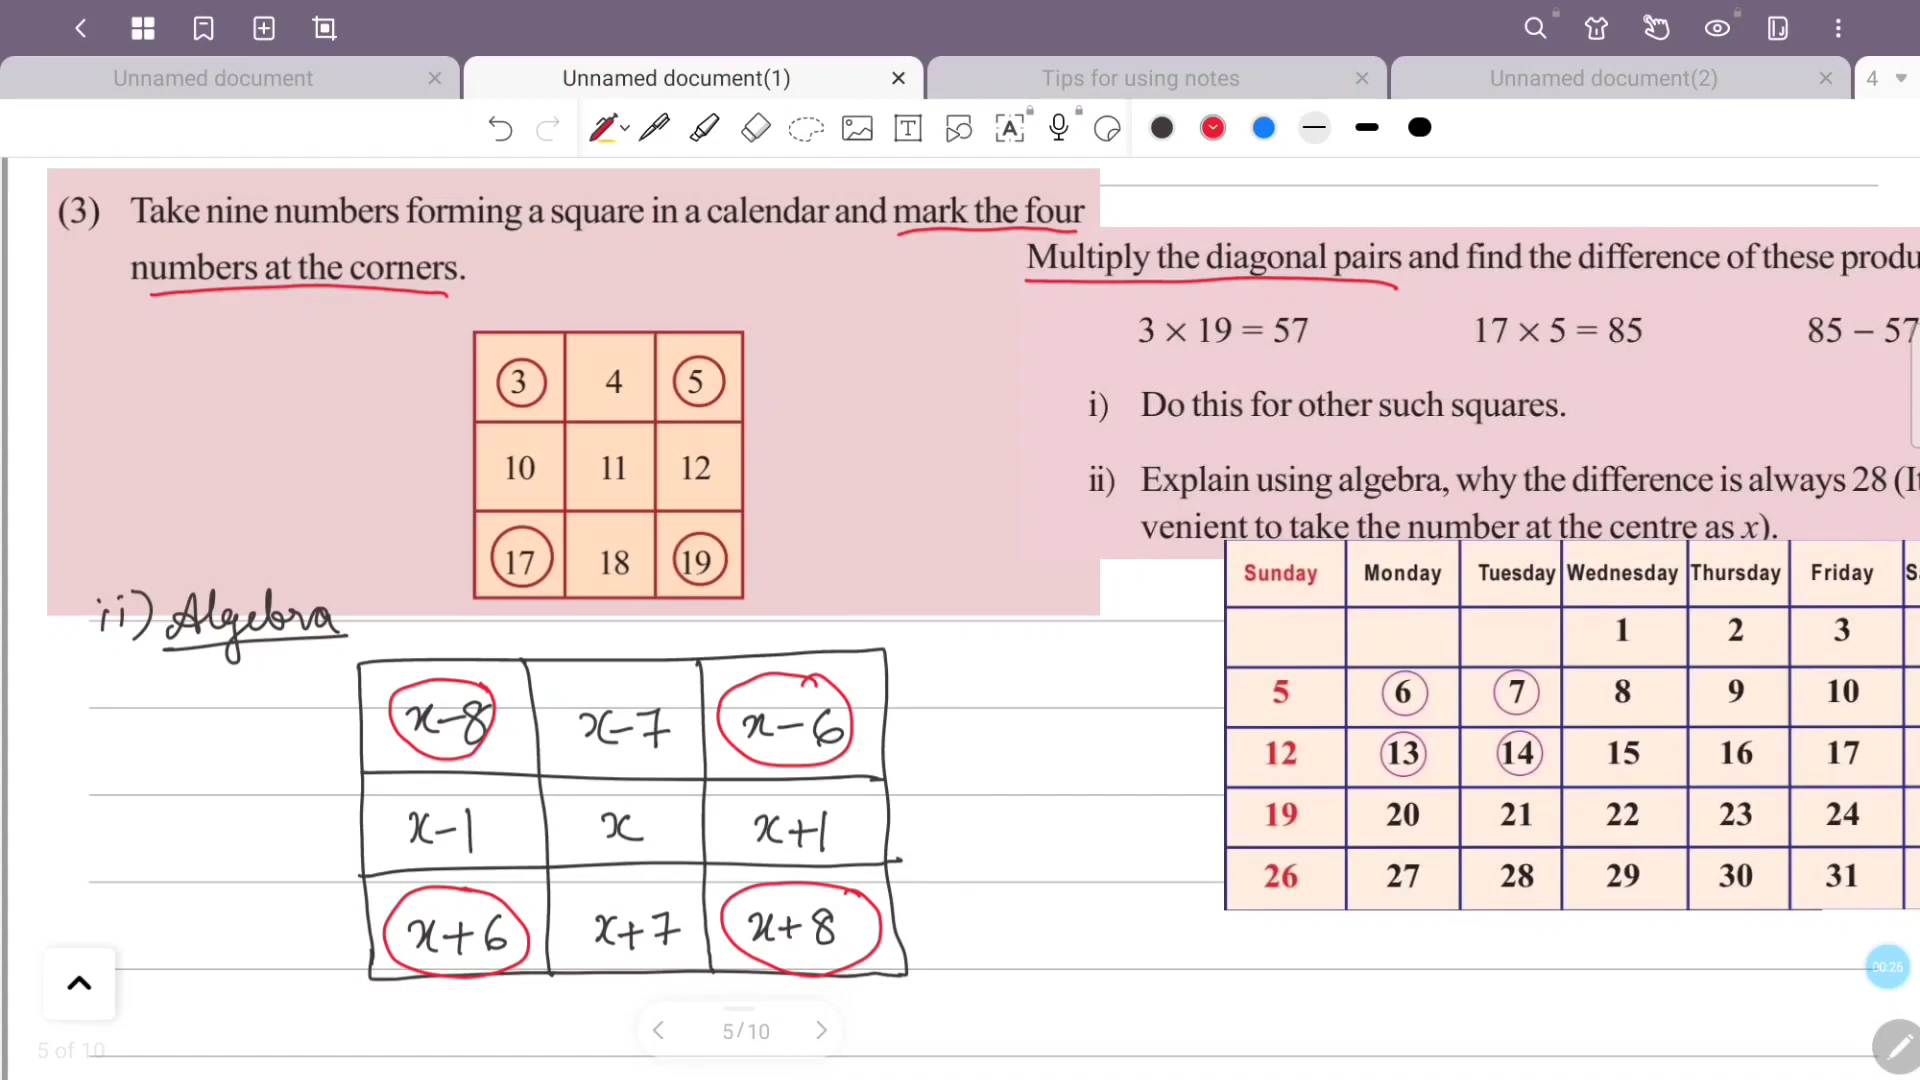 Unnamed document
Unnamed document(1)
Tips for using notes
Unnamed document(2)
4
(3) Take nine numbers forming a square in a calendar and mark the four
numbers at the corners.
3 4 5
10 11 12
17 18 19
Multiply the diagonal pairs and find the difference of these produ
3 × 19 = 57 17 × 5 = 85 85 − 57
i) Do this for other such squares.
ii) Explain using algebra, why the difference is always 28 (It
venient to take the number at the centre as x).
ii) Algebra
x-8 x-7 x-6
x-1 x x+1
x+6 x+7 x+8
Sunday Monday Tuesday Wednesday Thursday Friday S
1 2 3
5 6 7 8 9 10
12 13 14 15 16 17
19 20 21 22 23 24
26 27 28 29 30 31
00:26
5/10
5 of 10